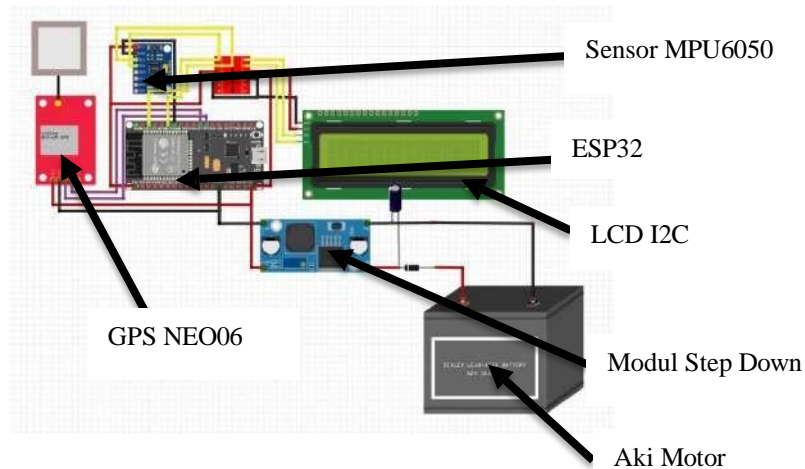 Sensor MPU6050
ESP32
LCD I2C
GPS NEO06
Modul Step Down
Aki Motor